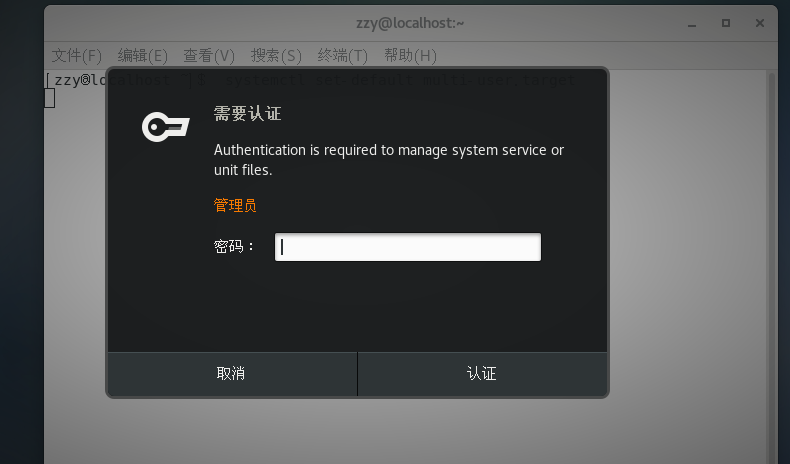 zzy@localhost:~
文件(F) 编辑(E) 查看(V) 搜索(S) 终端(T) 帮助(H)
[zzy@localhost ~]$ systemctl set-default multi-user.target
需要认证
Authentication is required to manage system service or
unit files.
管理员
密码：
取消 认证